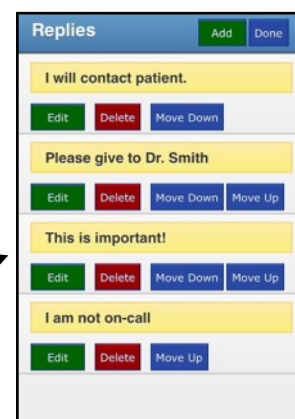 Replies Add Done
I will contact patient.
Edit Delete Move Down
Please give to Dr. Smith
Edit Delete Move Down Move Up
This is important!
Edit Delete Move Down Move Up
I am not on-call
Edit Delete Move Up